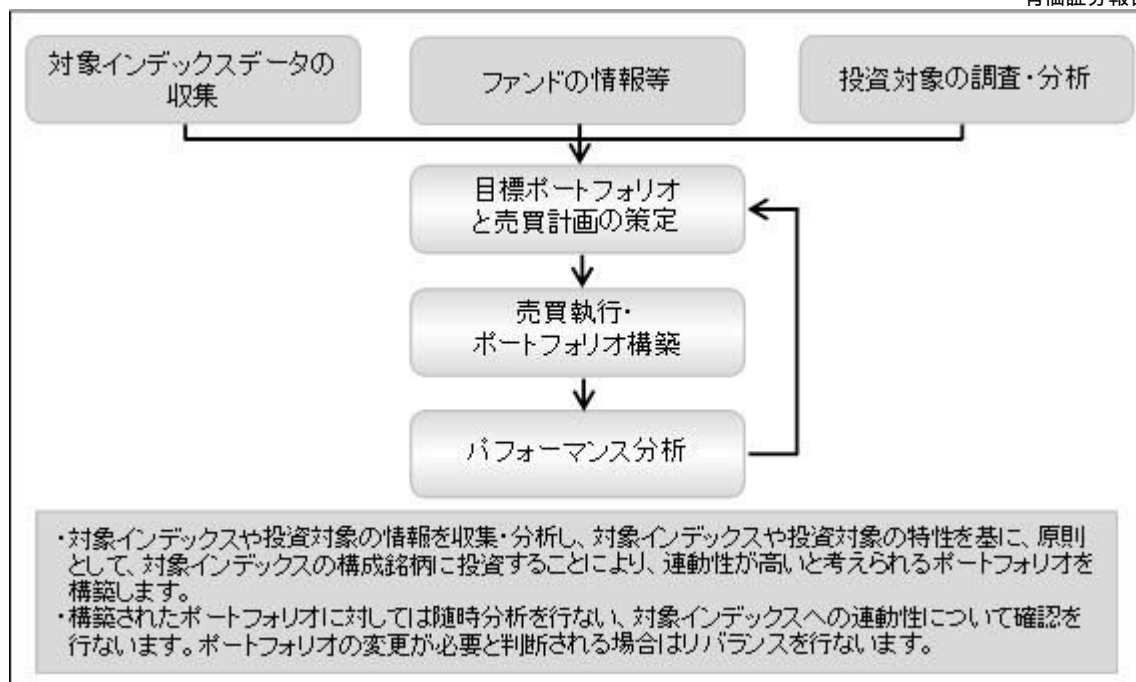 対象インデックスデータの
収集
ファンドの情報等
投資対象の調査・分析
目標ポートフォリオ
と売買計画の策定
売買執行・
ポートフォリオ構築
パフォーマンス分析
・対象インデックスや投資対象の情報を収集・分析し、対象インデックスや投資対象の特性を基に、原則
として、対象インデックスの構成銘柄に投資することにより、連動性が高いと考えられるポートフォリオを
構築します。
・構築されたポートフォリオに対しては随時分析を行ない、対象インデックスへの連動性について確認を
行ないます。ポートフォリオの変更が必要と判断される場合はリバランスを行ないます。